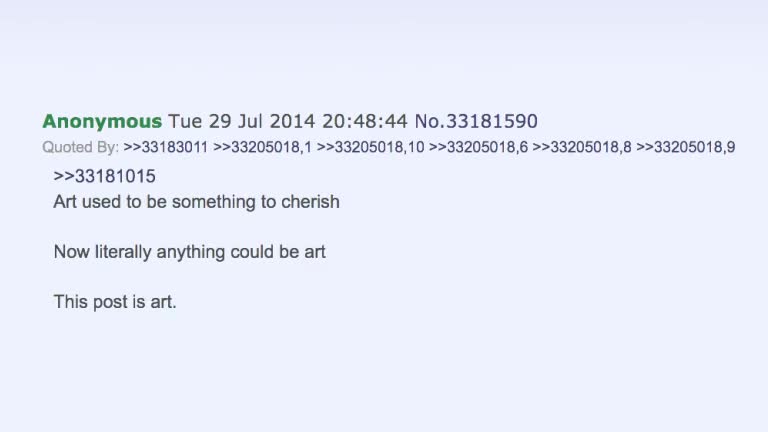 Anonymous Tue 29 Jul 2014 20:48:44 No.33181590
Quoted By: >>33183011 >>33205018,1 >>33205018,10 >>33205018,6 >>33205018,8 >>33205018,9
>>33181015
Art used to be something to cherish
Now literally anything could be art
This post is art.